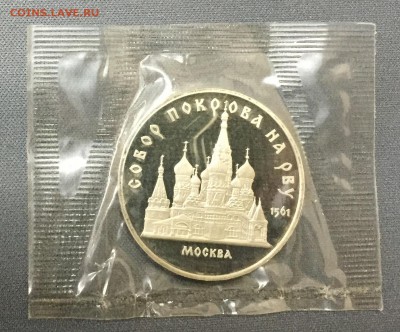 COINS.LAVE.RU
СОБОР ПОКРОВА НА РВУ
1561
МОСКВА